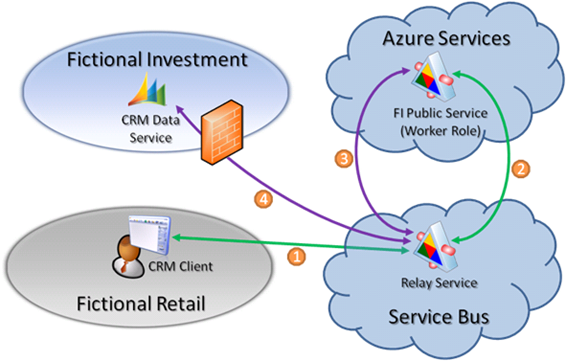 Fictional Investment
CRM Data
Service
Azure Services
FI Public Service
(Worker Role)
3
2
4
1
CRM Client
Fictional Retail
Relay Service
Service Bus